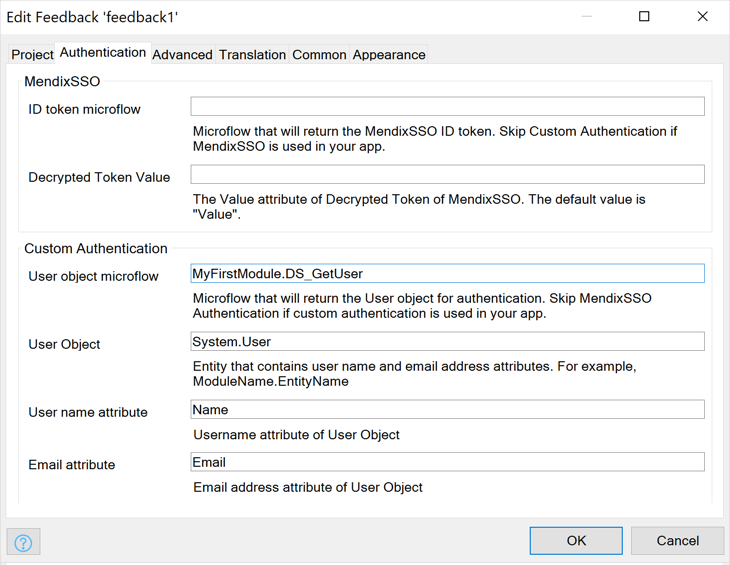 Edit Feedback 'feedback1'
Project Authentication Advanced Translation Common Appearance
MendixSSO
ID token microflow
Microflow that will return the MendixSSO ID token. Skip Custom Authentication if
MendixSSO is used in your app.
Decrypted Token Value
The Value attribute of Decrypted Token of MendixSSO. The default value is
"Value".
Custom Authentication
User object microflow MyFirstModule.DS_GetUser
Microflow that will return the User object for authentication. Skip MendixSSO
Authentication if custom authentication is used in your app.
User Object System.User
Entity that contains user name and email address attributes. For example,
ModuleName.EntityName
User name attribute Name
Username attribute of User Object
Email attribute Email
Email address attribute of User Object
? OK Cancel